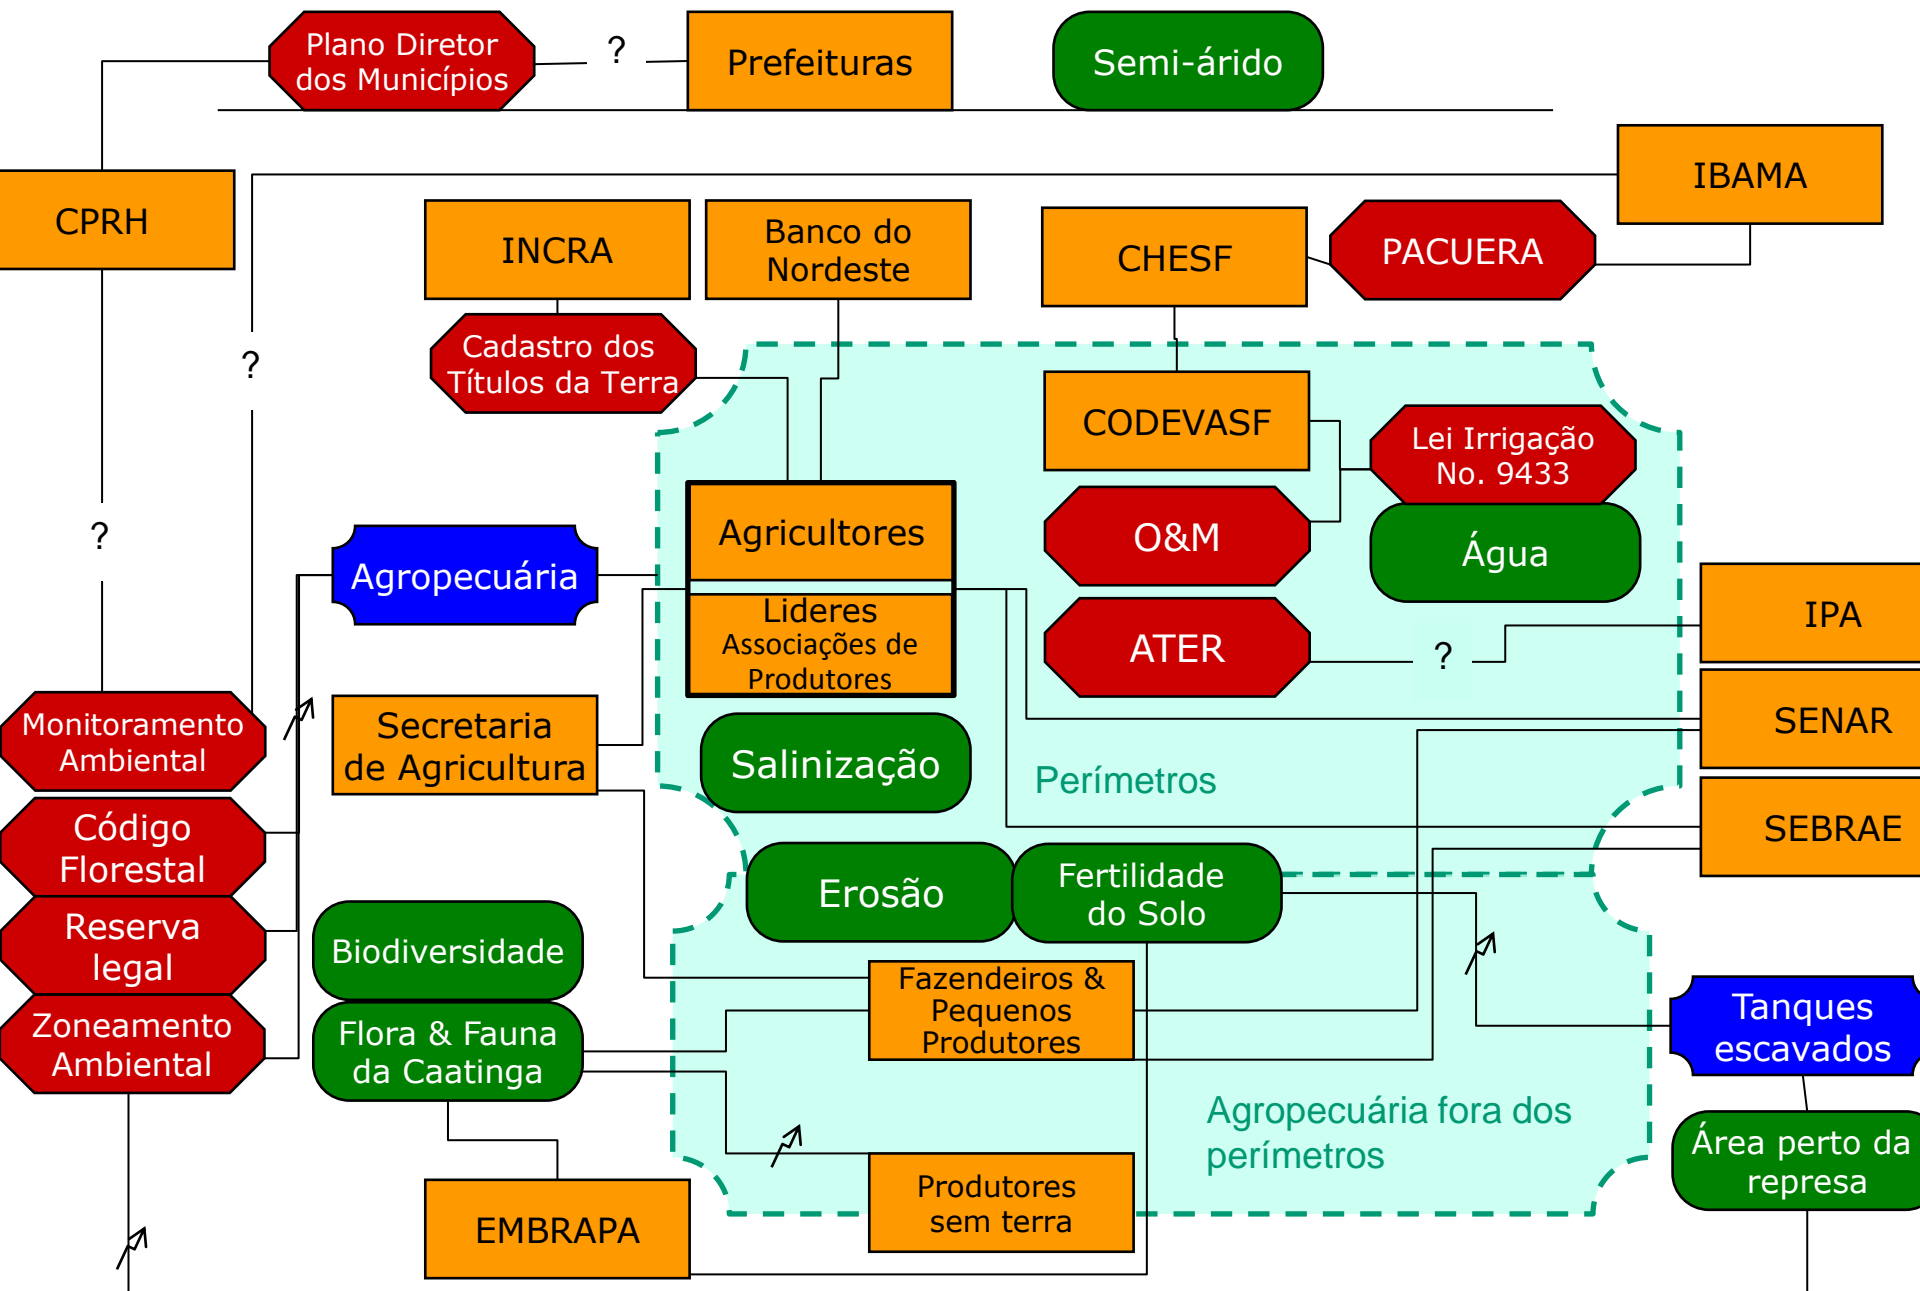 Plano Diretor
dos Municípios
?
Prefeituras
Semi-árido
IBAMA
CPRH
INCRA
Banco do
Nordeste
CHESF
PACUERA
Cadastro dos
Títulos da Terra
?
CODEVASF
Lei Irrigação
No. 9433
Agricultores
O&M
Água
?
Agropecuária
Lideres
Associações de
Produtores
ATER
?
IPA
Monitoramento
Ambiental
Secretaria
de Agricultura
Salinização
Perímetros
SENAR
Código
Florestal
SEBRAE
Erosão
Fertilidade
do Solo
Reserva
legal
Biodiversidade
Fazendeiros &
Pequenos
Produtores
Zoneamento
Ambiental
Flora & Fauna
da Caatinga
Tanques
escavados
Agropecuária fora dos
perímetros
Área perto da
represa
EMBRAPA
Produtores
sem terra